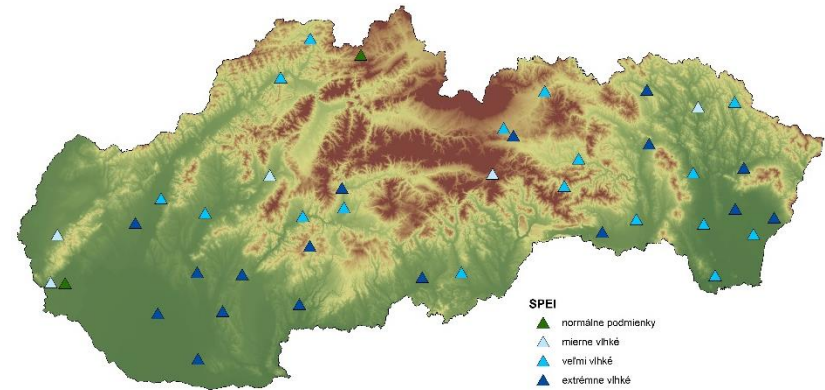 SPEI
normálne podmienky
mierne vlhké
veľmi vlhké
extrémne vlhké